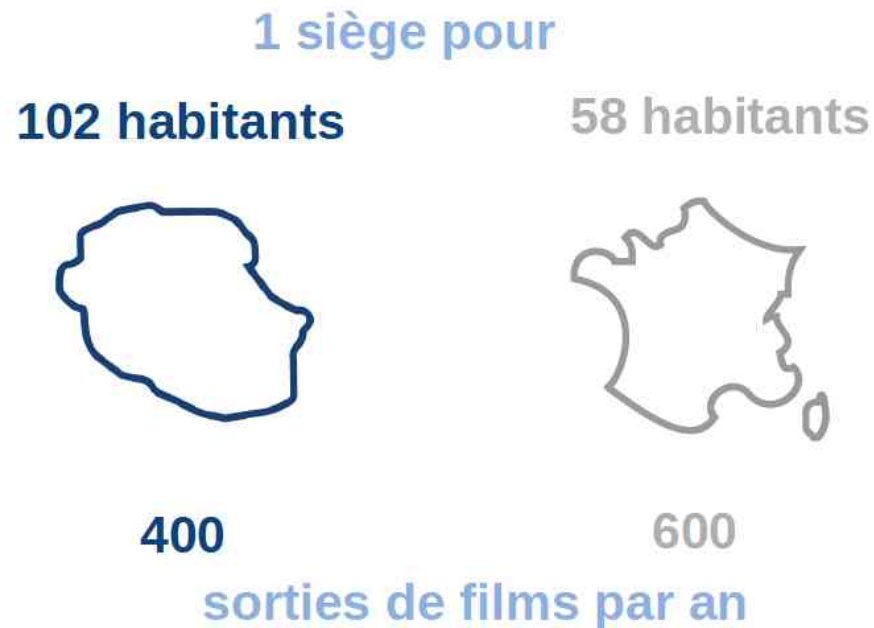 1 siège pour
102 habitants
58 habitants
400
600
sorties de films par an